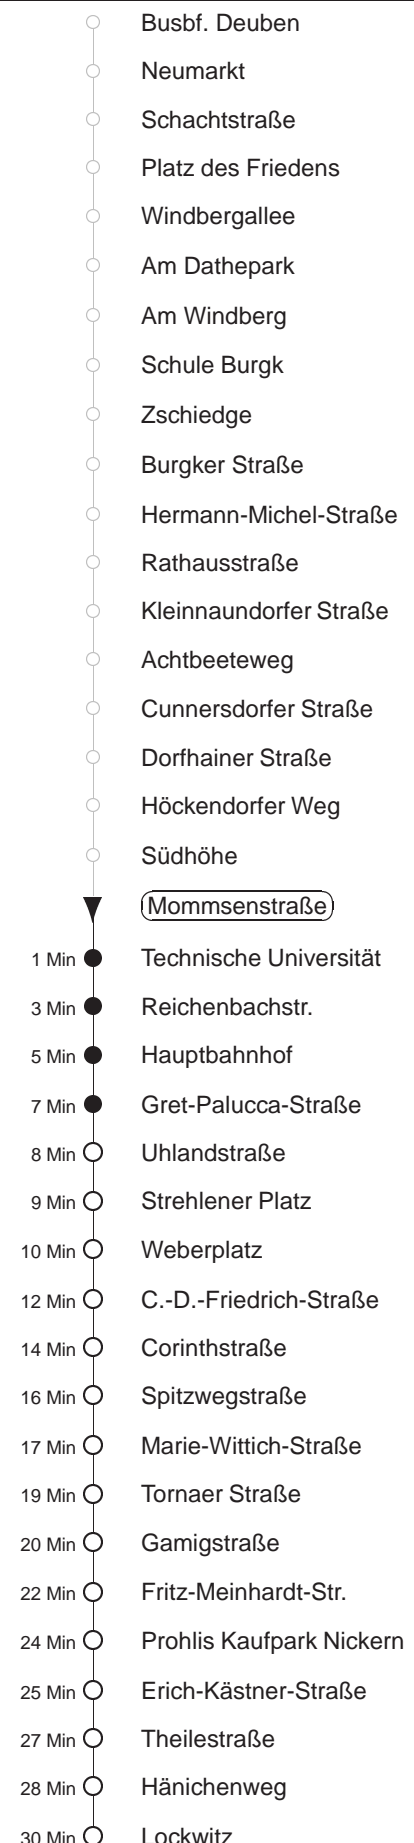 Busbf. Deuben
Neumarkt
Schachtstraße
Platz des Friedens
Windbergallee
Am Dathepark
Am Windberg
Schule Burgk
Zschiedge
Burgker Straße
Hermann-Michel-Straße
Rathausstraße
Kleinnaundorfer Straße
Achtbeeteweg
Cunnersdorfer Straße
Dorfhainer Straße
Höckendorfer Weg
Südhöhe
Mommsenstraße
1 Min Technische Universität
3 Min Reichenbachstr.
5 Min Hauptbahnhof
7 Min Gret-Palucca-Straße
8 Min Uhlandstraße
9 Min Strehlener Platz
10 Min Weberplatz
12 Min C.-D.-Friedrich-Straße
14 Min Corinthstraße
16 Min Spitzwegstraße
17 Min Marie-Wittich-Straße
19 Min Tornaer Straße
20 Min Gamigstraße
22 Min Fritz-Meinhardt-Str.
24 Min Prohlis Kaufpark Nickern
25 Min Erich-Kästner-Straße
27 Min Theilestraße
28 Min Hänichenweg
30 Min Lockwitz